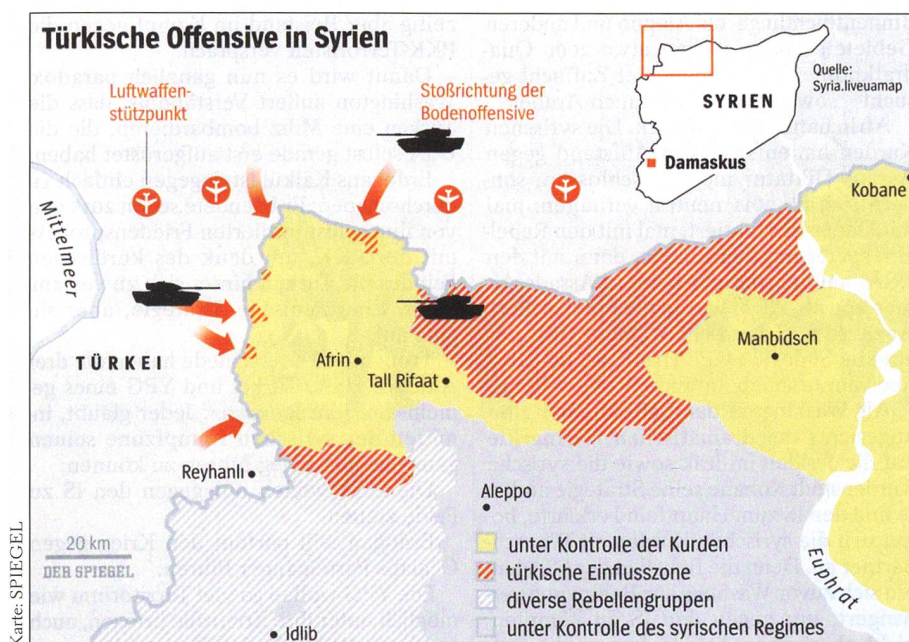 Türkische Offensive in Syrien
Luftwaffen-
stützpunkt
Stoßrichtung der
Bodenoffensive
Quelle:
Syria.liveuamap
SYRIEN
Damaskus
Kobane
Mittelmeer
TÜRKEI
Afrin
Tall Rifaat
Manbidsch
Reyhanlı
Aleppo
20 km
DER SPIEGEL
Idlib
Euphrat
unter Kontrolle der Kurden
türkische Einflusszone
diverse Rebellengruppen
unter Kontrolle des syrischen Regimes
Karte: SPIEGEL